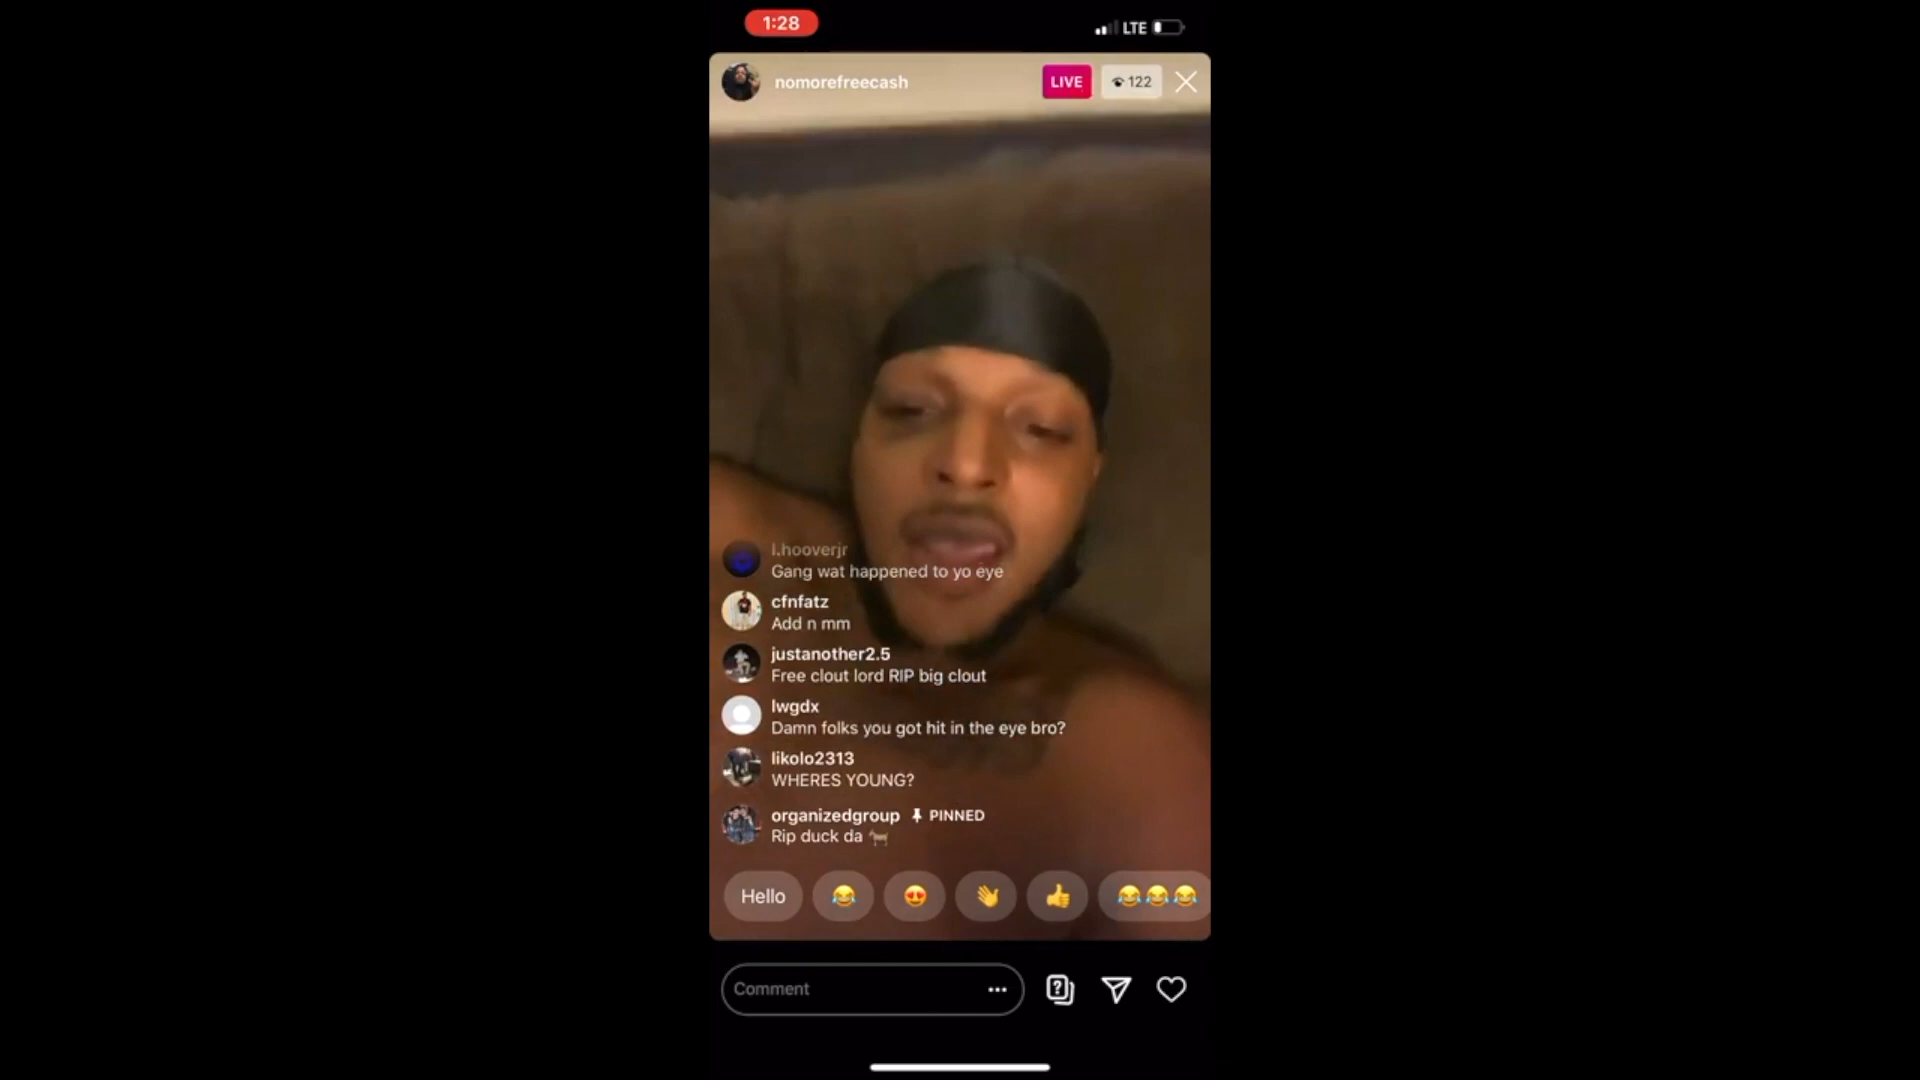 1:28
LTE
nomorefreecash
LIVE
122
l.hooverjr
Gang wat happened to yo eye
cfnfatz
Add n mm
justanother2.5
Free clout lord RIP big clout
lwgdx
Damn folks you got hit in the eye bro?
likolo2313
WHERES YOUNG?
organizedgroup PINNED
Rip duck da 🐐
Hello 😂 😍 👋 👍 😂😂😂
Comment